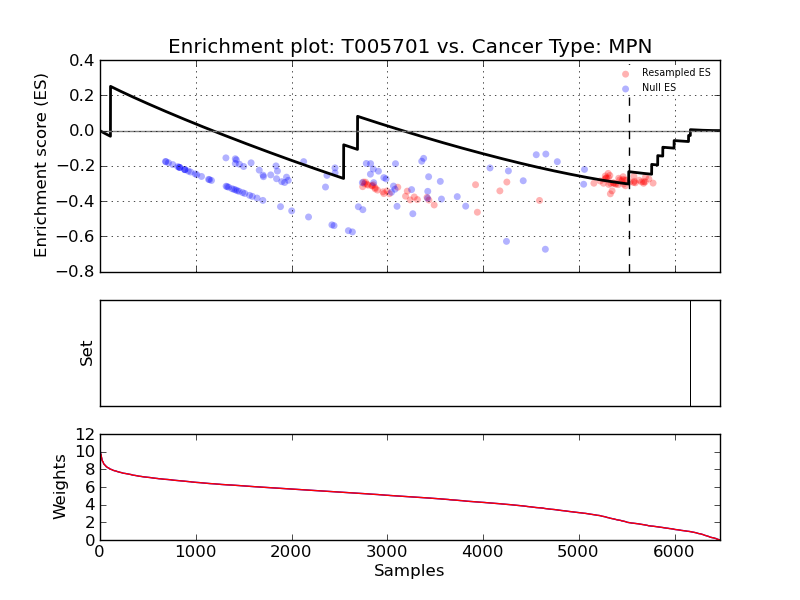 Enrichment plot: T005701 vs. Cancer Type: MPN
Enrichment score (ES)
0.4
0.2
0.0
−0.2
−0.4
−0.6
−0.8
Resampled ES
Null ES
Set
Weights
12
10
8
6
4
2
0
0 1000 2000 3000 4000 5000 6000
Samples